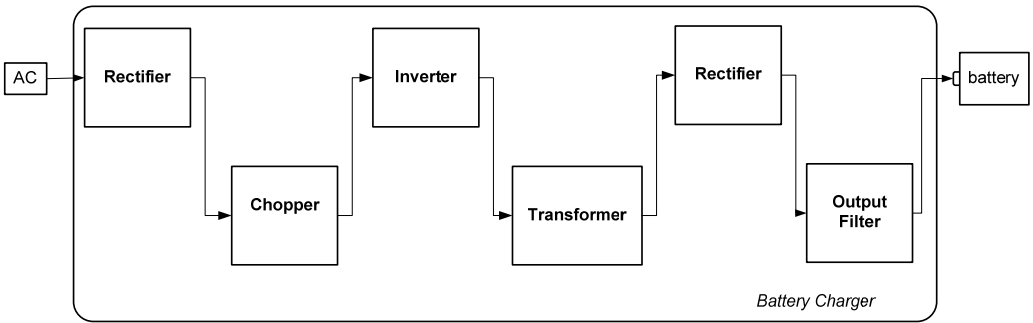 AC
Rectifier
Chopper
Inverter
Transformer
Rectifier
Output
Filter
battery
Battery Charger